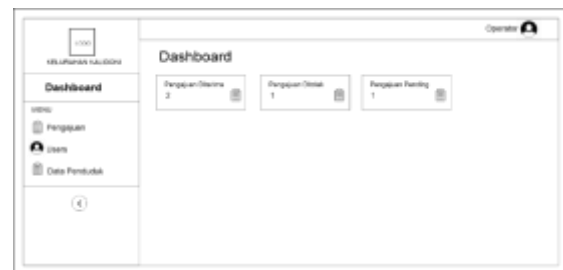 Operator
LOGO
KELURAHAN KALIDONI
Dashboard
Dashboard
Pengajuan Diterima
2
Pengajuan Ditolak
1
Pengajuan Pending
1
MENU
Pengajuan
Users
Data Penduduk